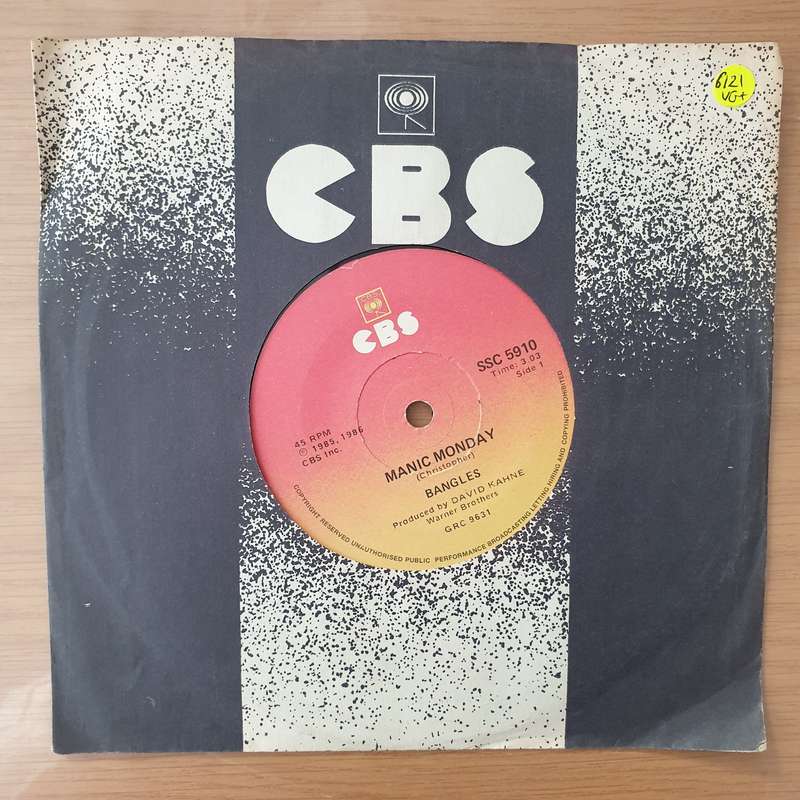 6121
VG+
CBS
CBS
CBS
SSC 5910
Time: 3.03
Side 1
45 RPM
℗ 1985, 1986
CBS Inc.
MANIC MONDAY
(Christopher)
BANGLES
Produced by DAVID KAHNE
Warner Brothers
GRC 9631
COPYRIGHT RESERVED UNAUTHORISED PUBLIC PERFORMANCE BROADCASTING LETTING HIRING AND COPYING PROHIBITED